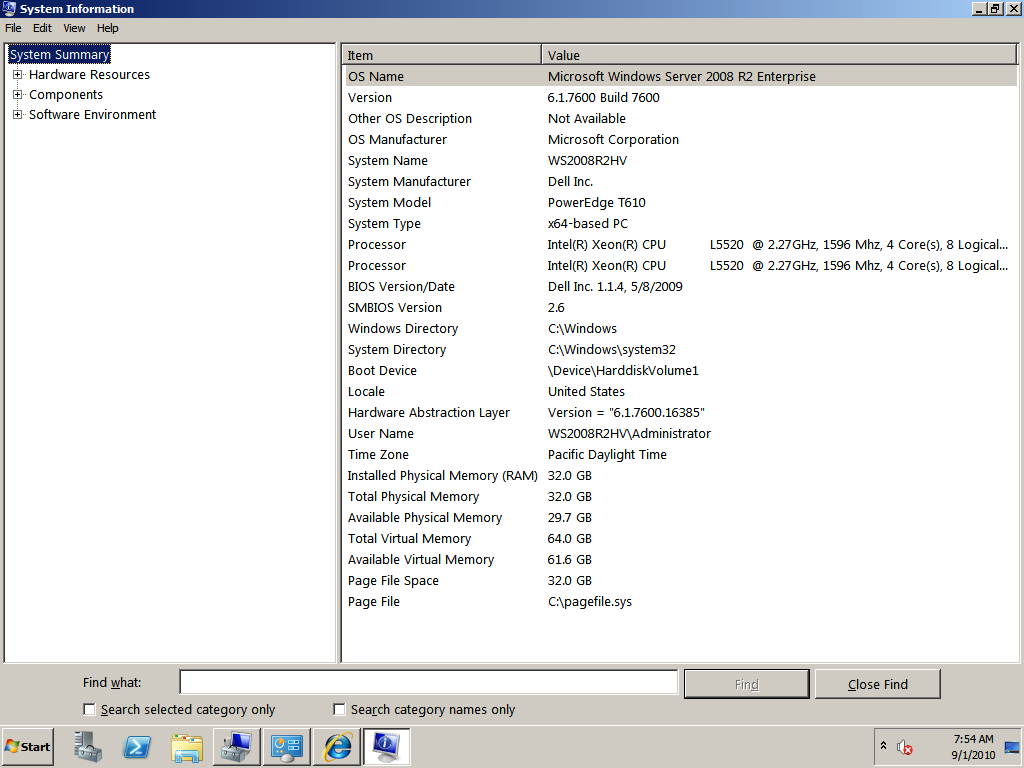 System Information
File Edit View Help
System Summary
Hardware Resources
Components
Software Environment
Item Value
OS Name Microsoft Windows Server 2008 R2 Enterprise
Version 6.1.7600 Build 7600
Other OS Description Not Available
OS Manufacturer Microsoft Corporation
System Name WS2008R2HV
System Manufacturer Dell Inc.
System Model PowerEdge T610
System Type x64-based PC
Processor Intel(R) Xeon(R) CPU L5520 @ 2.27GHz, 1596 Mhz, 4 Core(s), 8 Logical...
Processor Intel(R) Xeon(R) CPU L5520 @ 2.27GHz, 1596 Mhz, 4 Core(s), 8 Logical...
BIOS Version/Date Dell Inc. 1.1.4, 5/8/2009
SMBIOS Version 2.6
Windows Directory C:\Windows
System Directory C:\Windows\system32
Boot Device \Device\HarddiskVolume1
Locale United States
Hardware Abstraction Layer Version = "6.1.7600.16385"
User Name WS2008R2HV\Administrator
Time Zone Pacific Daylight Time
Installed Physical Memory (RAM) 32.0 GB
Total Physical Memory 32.0 GB
Available Physical Memory 29.7 GB
Total Virtual Memory 64.0 GB
Available Virtual Memory 61.6 GB
Page File Space 32.0 GB
Page File C:\pagefile.sys
Find what: Find Close Find
Search selected category only Search category names only
Start 7:54 AM
9/1/2010